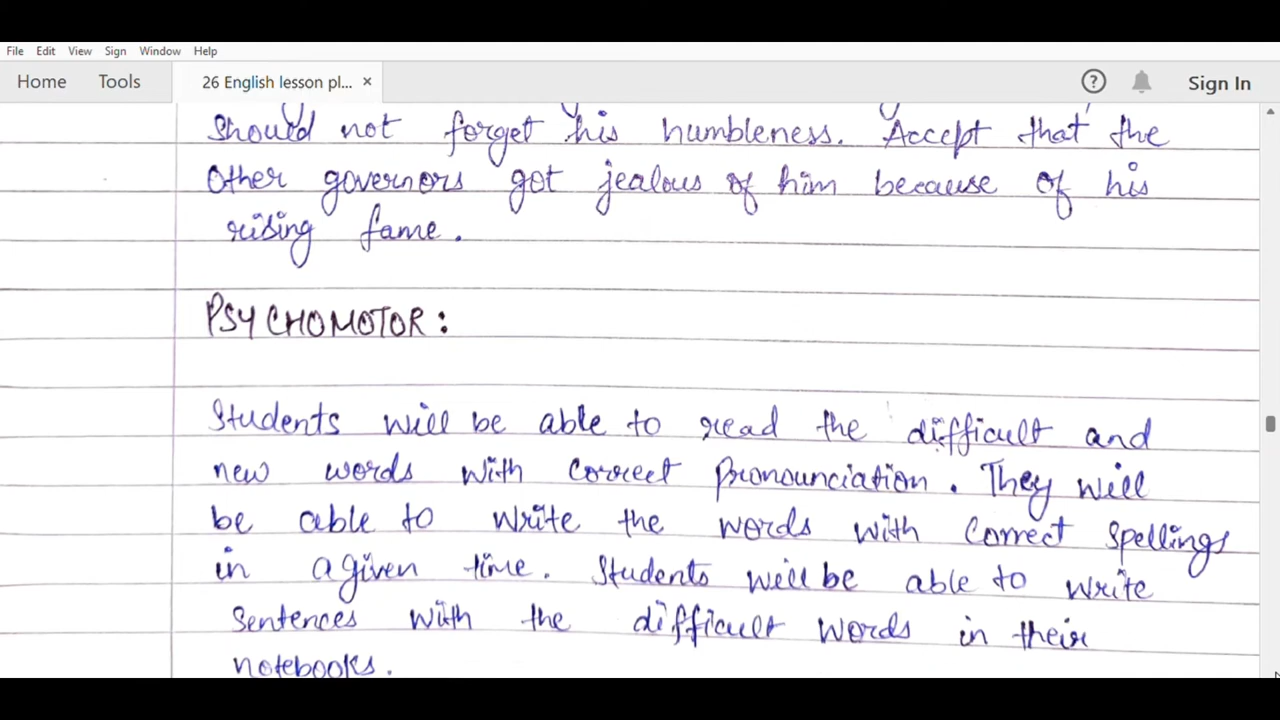 File Edit View Sign Window Help
Home Tools 26 English lesson pl... × Sign In
should not forget his humbleness. Accept that the
other governors got jealous of him because of his
rising fame.
PSYCHOMOTOR:
Students will be able to read the difficult and
new words with correct pronounciation. They will
be able to write the words with correct spellings
in a given time. Students will be able to write
sentences with the difficult words in their
notebooks.